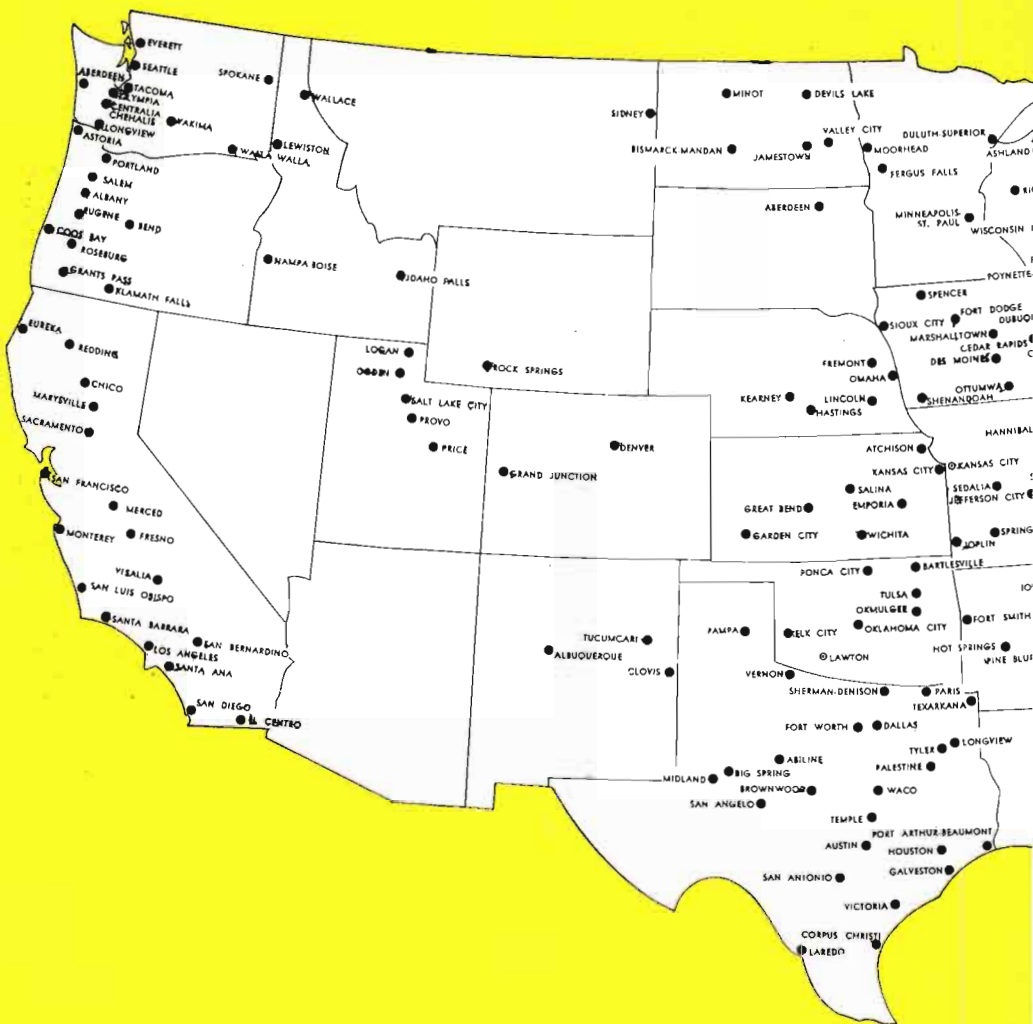 EVERETT
SEATTLE
ABERDEEN
TACOMA
OLYMPIA
CENTRALIA
CHEHALIS
LONGVIEW
ASTORIA
YAKIMA
SPOKANE
WALLACE
WALLA WALLA
LEWISTON
PORTLAND
SALEM
ALBANY
EUGENE
BEND
COOS BAY
ROSEBURG
GRANTS PASS
KLAMATH FALLS
NAMPA BOISE
IDAHO FALLS
SIDNEY
MINOT
DEVILS LAKE
BISMARCK-MANDAN
JAMESTOWN
VALLEY CITY
MOORHEAD
FERGUS FALLS
DULUTH-SUPERIOR
ASHLAND
ABERDEEN
MINNEAPOLIS-
ST. PAUL
WISCONSIN
POYNETTE
EUREKA
REDDING
CHICO
MARYSVILLE
SACRAMENTO
SAN FRANCISCO
MERCED
MONTEREY
FRESNO
VISALIA
SAN LUIS OBISPO
SANTA BARBARA
LOS ANGELES
SAN BERNARDINO
SANTA ANA
SAN DIEGO
EL CENTRO
LOGAN
OGDEN
SALT LAKE CITY
PROVO
PRICE
ROCK SPRINGS
GRAND JUNCTION
DENVER
SPENCER
SIOUX CITY
FORT DODGE
DUBUQ
MARSHALLTOWN
CEDAR RAPIDS
DES MOINES
OTTUMWA
SHENANDOAH
FREMONT
OMAHA
KEARNEY
LINCOLN
HASTINGS
HANNIBAL
ATCHISON
KANSAS CITY
KANSAS CITY
SALINA
SEDALIA
JEFFERSON CITY
GREAT BEND
EMPORIA
GARDEN CITY
WICHITA
JOPLIN
SPRING
PONCA CITY
BARTLESVILLE
TULSA
OKMULGEE
OKLAHOMA CITY
FORT SMITH
TUCUMCARI
ALBUQUERQUE
CLOVIS
PAMPA
ELK CITY
LAWTON
HOT SPRINGS
PINE BLUF
VERNON
SHERMAN-DENISON
PARIS
TEXARKANA
FORT WORTH
DALLAS
TYLER
LONGVIEW
ABILINE
PALESTINE
MIDLAND
BIG SPRING
BROWNWOOD
WACO
SAN ANGELO
TEMPLE
PORT ARTHUR-BEAUMONT
AUSTIN
HOUSTON
SAN ANTONIO
GALVESTON
VICTORIA
CORPUS CHRISTI
LAREDO